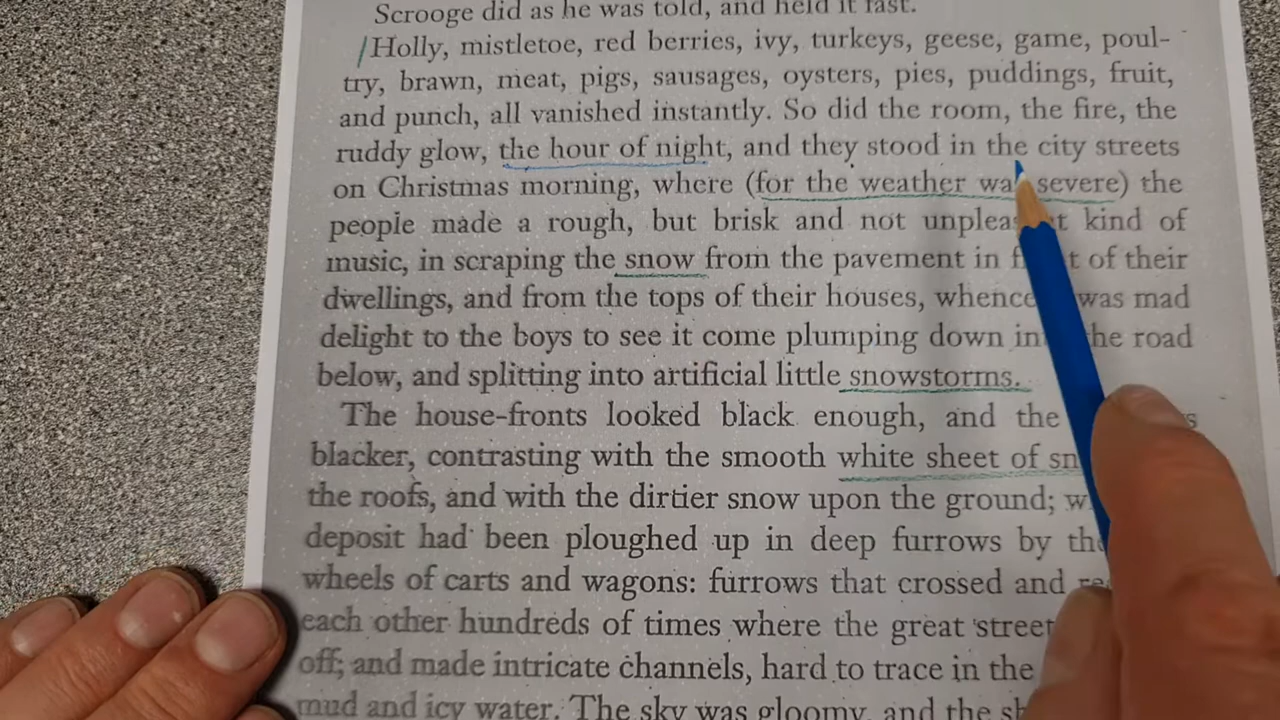 Scrooge did as he was told, and held it fast.
Holly, mistletoe, red berries, ivy, turkeys, geese, game, poul-
try, brawn, meat, pigs, sausages, oysters, pies, puddings, fruit,
and punch, all vanished instantly. So did the room, the fire, the
ruddy glow, the hour of night, and they stood in the city streets
on Christmas morning, where (for the weather was severe) the
people made a rough, but brisk and not kind of
music, in scraping the snow from the pavement in of their
dwellings, and from the tops of their houses, whence was mad
delight to the boys to see it come plumping down the road
below, and splitting into artificial little snowstorms.
The house-fronts looked black enough, and the
blacker, contrasting with the smooth white sheet of
the roofs, and with the dirtier snow upon the ground;
deposit had been ploughed up in deep furrows by
wheels of carts and wagons: furrows that crossed and
each other hundreds of times where the great
off; and made intricate channels, hard to trace in the
mud and icy water. The sky was gloomy, and the